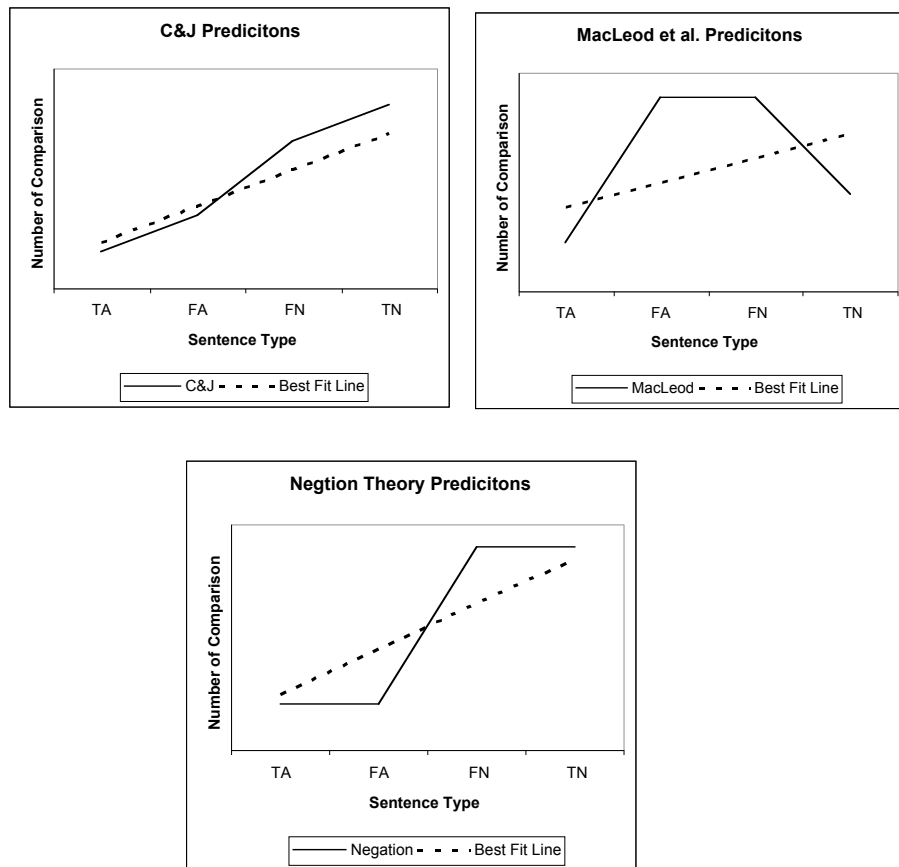 C&J Predicitons
Number of Comparison
TA FA FN TN
Sentence Type
C&J Best Fit Line
MacLeod et al. Predicitons
Number of Comparison
TA FA FN TN
Sentence Type
MacLeod Best Fit Line
Negtion Theory Predicitons
Number of Comparison
TA FA FN TN
Sentence Type
Negation Best Fit Line